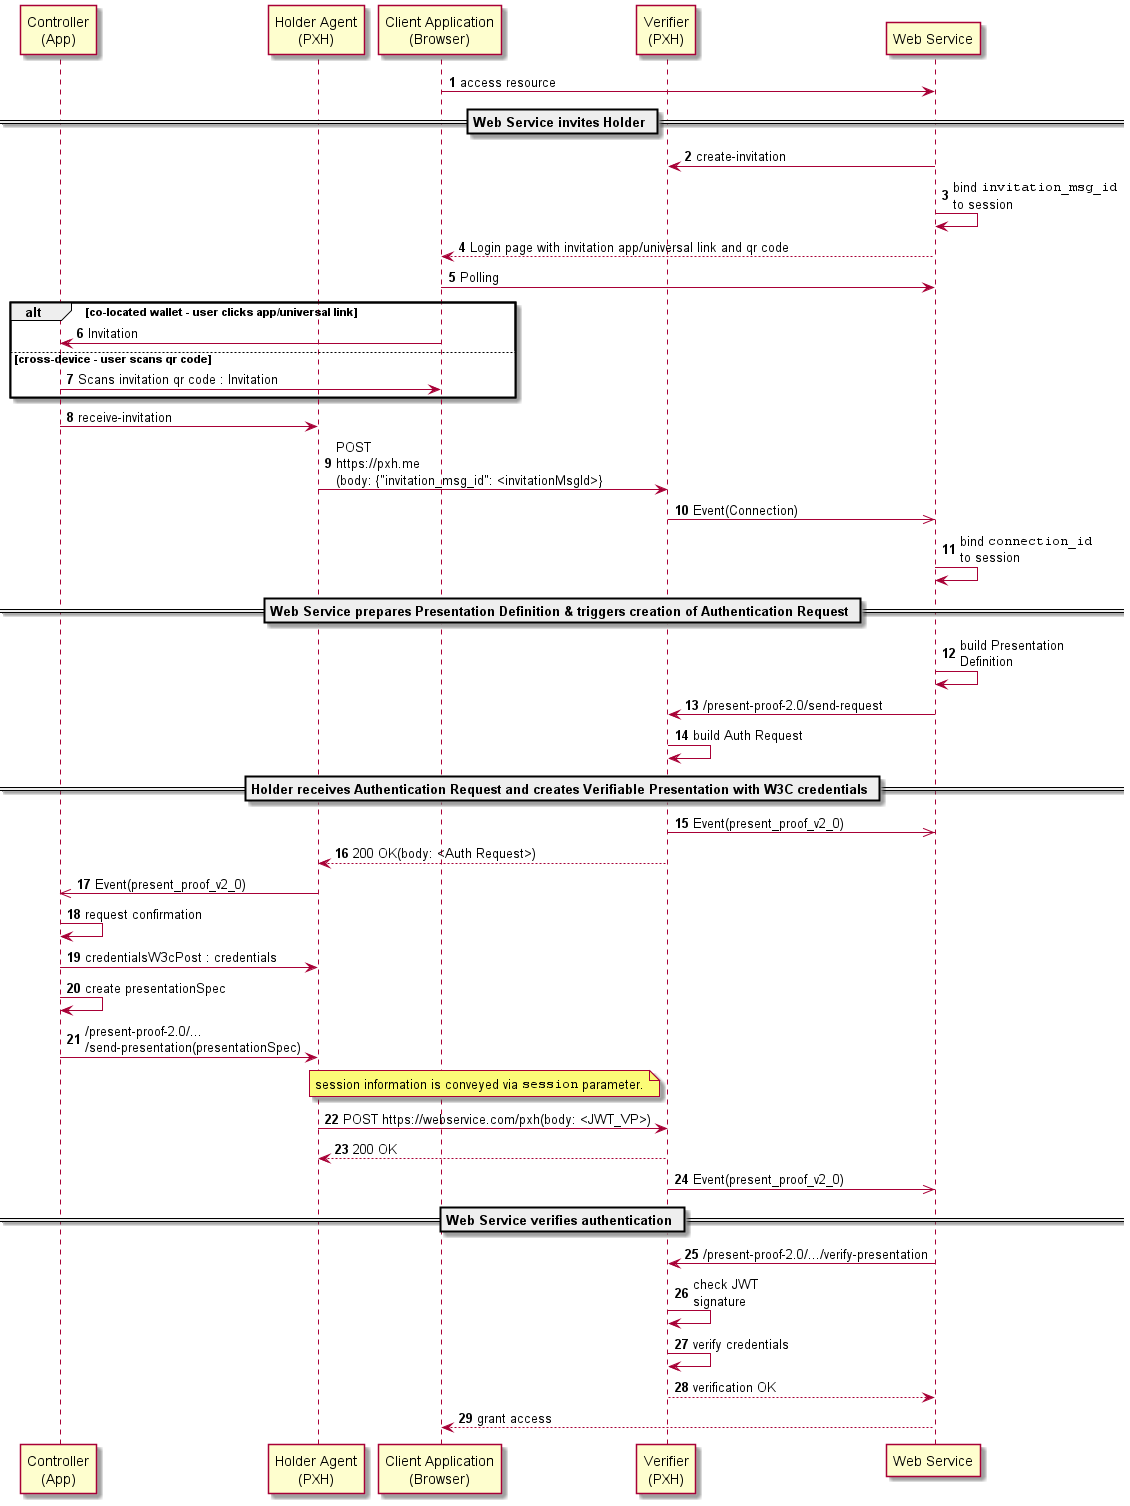 Controller
(App)
Holder Agent
(PXH)
Client Application
(Browser)
Verifier
(PXH)
Web Service
1 access resource
Web Service invites Holder
2 create-invitation
3 bind invitation_msg_id
to session
4 Login page with invitation app/universal link and qr code
5 Polling
alt [co-located wallet - user clicks app/universal link]
6 Invitation
[cross-device - user scans qr code]
7 Scans invitation qr code : Invitation
8 receive-invitation
POST
9 https://pxh.me
(body: {"invitation_msg_id": <invitationMsgId>}
10 Event(Connection)
11 bind connection_id
to session
Web Service prepares Presentation Definition & triggers creation of Authentication Request
12 build Presentation
Definition
13 /present-proof-2.0/send-request
14 build Auth Request
Holder receives Authentication Request and creates Verifiable Presentation with W3C credentials
15 Event(present_proof_v2_0)
16 200 OK(body: <Auth Request>)
17 Event(present_proof_v2_0)
18 request confirmation
19 credentialsW3cPost : credentials
20 create presentationSpec
21 /present-proof-2.0/...
/send-presentation(presentationSpec)
session information is conveyed via session parameter.
22 POST https://webservice.com/pxh(body: <JWT_VP>)
23 200 OK
24 Event(present_proof_v2_0)
Web Service verifies authentication
25 /present-proof-2.0/.../verify-presentation
26 check JWT
signature
27 verify credentials
28 verification OK
29 grant access
Controller
(App)
Holder Agent
(PXH)
Client Application
(Browser)
Verifier
(PXH)
Web Service